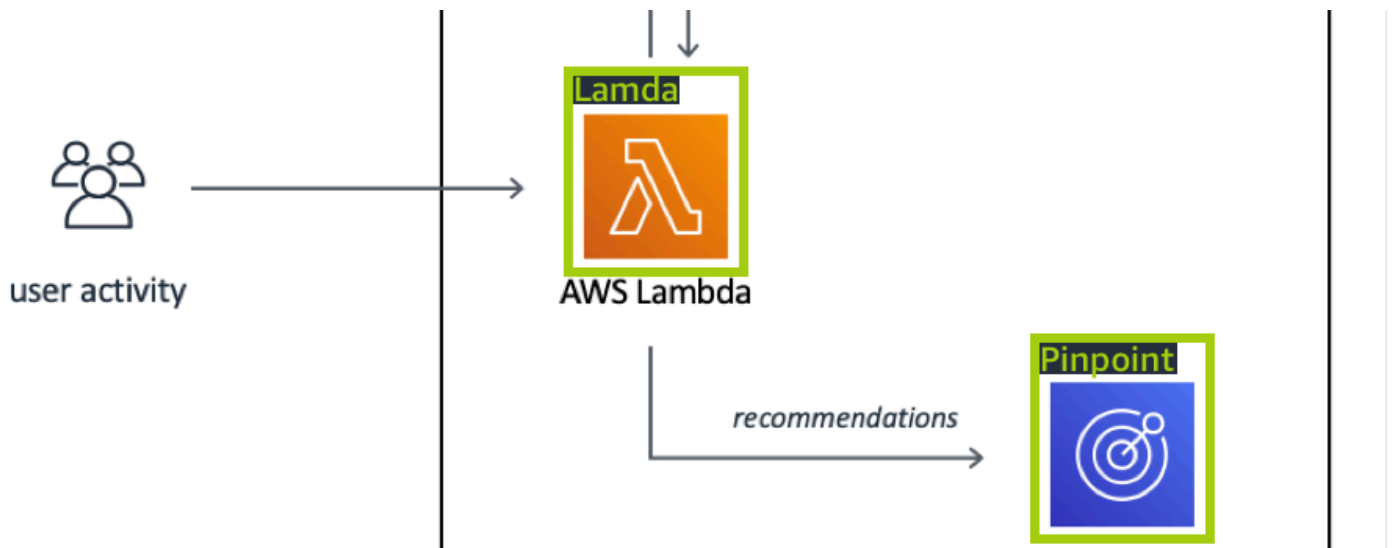 Lamda
user activity
AWS Lambda
Pinpoint
recommendations